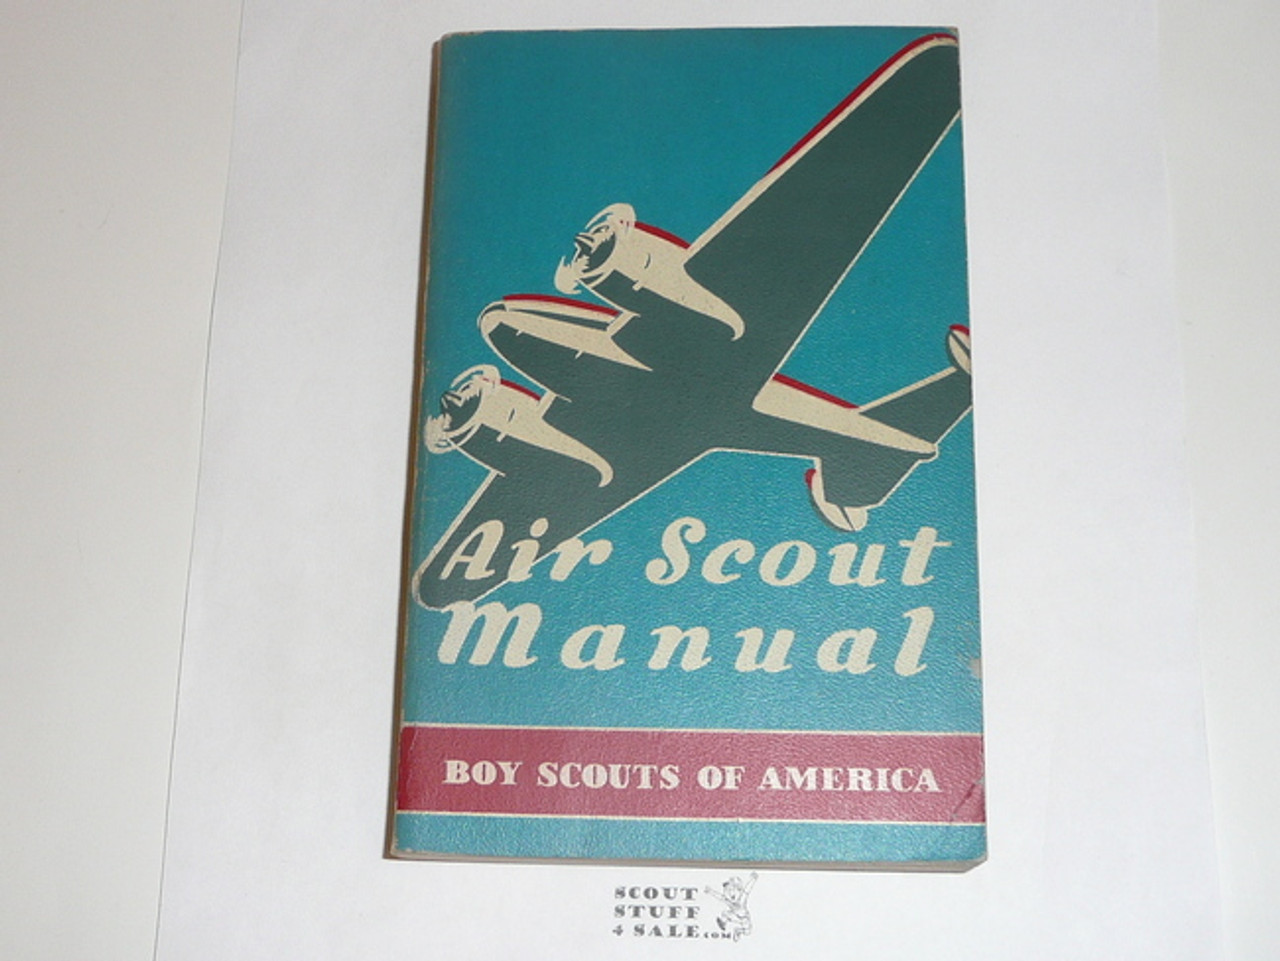 Air Scout
Manual
BOY SCOUTS OF AMERICA
SCOUT
STUFF
4 SALE.COM